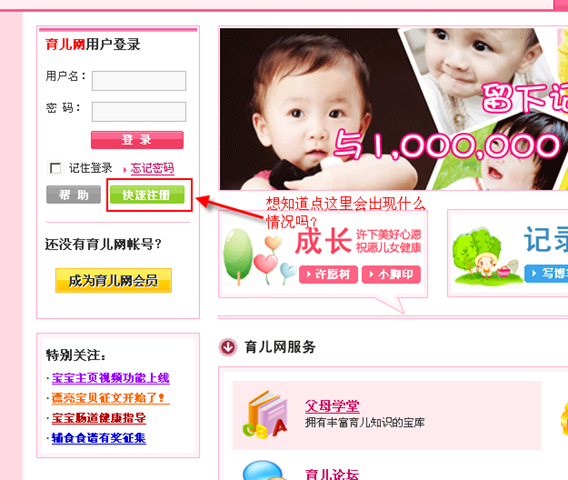 育儿网用户登录
用户名：
密 码：
登 录
记住登录
忘记密码
帮 助
快速注册
还没有育儿网帐号？
成为育儿网会员
特别关注：
·宝宝主页视频功能上线
·漂亮宝贝征文开始了！
·宝宝肠道健康指导
·辅食食谱有奖征集
留下记
与1,000,000
想知道点这里会出现什么
情况吗？
成长
许下美好心愿
祝愿儿女健康
许愿树
小脚印
记录
写博
育儿网服务
父母学堂
拥有丰富育儿知识的宝库
育儿论坛